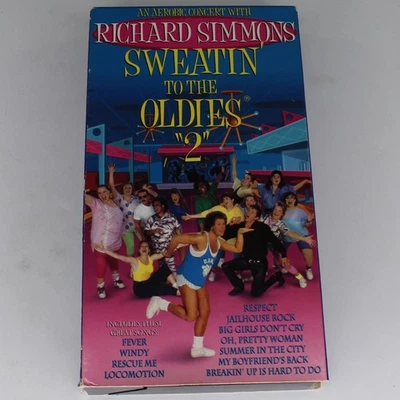 AN AEROBIC CONCERT WITH
RICHARD SIMMONS
SWEATIN'
TO THE
OLDIES®
"2"
INCLUDES THESE
GREAT SONGS:
FEVER
WINDY
RESCUE ME
LOCOMOTION
RESPECT
JAILHOUSE ROCK
BIG GIRLS DON'T CRY
OH, PRETTY WOMAN
SUMMER IN THE CITY
MY BOYFRIEND'S BACK
BREAKIN' UP IS HARD TO DO